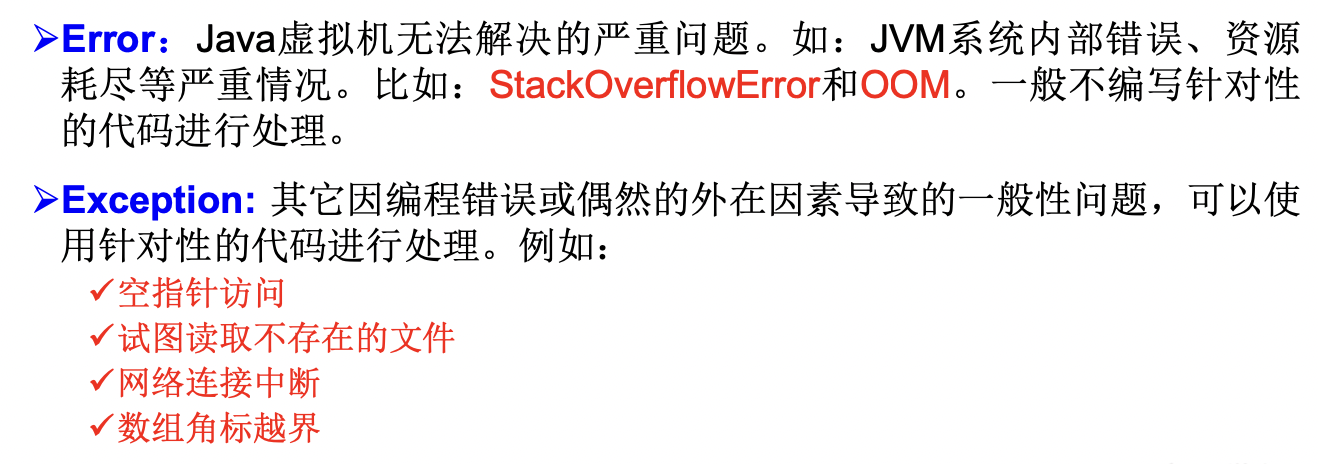 ➢Error：Java虚拟机无法解决的严重问题。如：JVM系统内部错误、资源
耗尽等严重情况。比如：StackOverflowError和OOM。一般不编写针对性
的代码进行处理。
➢Exception: 其它因编程错误或偶然的外在因素导致的一般性问题，可以使
用针对性的代码进行处理。例如：
✓空指针访问
✓试图读取不存在的文件
✓网络连接中断
✓数组角标越界